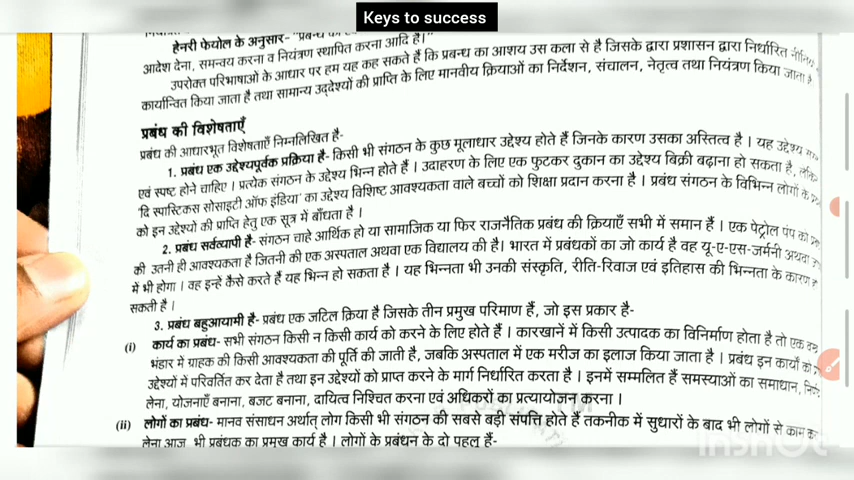 Keys to success
हेनरी फेयोल के अनुसार- "प्रबन्ध का
आदेश देना, समन्वय करना व नियंत्रण स्थापित करना आदि है।"
उपरोक्त परिभाषाओं के आधार पर हम यह कह सकते हैं कि प्रबन्ध का आशय उस कला से है जिसके द्वारा प्रशासन द्वारा निर्धारित
कार्यान्वित किया जाता है तथा सामान्य उद्देश्यों की प्राप्ति के लिए मानवीय क्रियाओं का निर्देशन, संचालन, नेतृत्व तथा नियंत्रण किया जाता है
प्रबंध की विशेषताएँ
प्रबंध की आधारभूत विशेषताएँ निम्नलिखित है-
1. प्रबंध एक उद्देश्यपूर्वक प्रक्रिया है- किसी भी संगठन के कुछ मूलाधार उद्देश्य होते हैं जिनके कारण उसका अस्तित्व है । यह उद्देश्य
एवं स्पष्ट होने चाहिए । प्रत्येक संगठन के उद्देश्य भिन्न होते हैं । उदाहरण के लिए एक फुटकर दुकान का उद्देश्य बिक्री बढ़ाना हो सकता है,
'दि स्पास्टिकस सोसाइटी ऑफ इंडिया' का उद्देश्य विशिष्ट आवश्यकता वाले बच्चों को शिक्षा प्रदान करना है । प्रबंध संगठन के विभिन्न लोगों के
को इन उद्देश्यों की प्राप्ति हेतु एक सूत्र में बाँधता है ।
2. प्रबंध सर्वव्यापी है- संगठन चाहे आर्थिक हो या सामाजिक या फिर राजनैतिक प्रबंध की क्रियाएँ सभी में समान हैं । एक पेट्रोल पंप को
की उतनी ही आवश्यकता है जितनी की एक अस्पताल अथवा एक विद्यालय की है। भारत में प्रबंधकों का जो कार्य है वह यू-ए-एस-जर्मनी अथवा
में भी होगा । वह इन्हें कैसे करते हैं यह भिन्न हो सकता है । यह भिन्नता भी उनकी संस्कृति, रीति-रिवाज एवं इतिहास की भिन्नता के कारण
सकती है ।
3. प्रबंध बहुआयामी है- प्रबंध एक जटिल क्रिया है जिसके तीन प्रमुख परिमाण हैं, जो इस प्रकार है-
(i) कार्य का प्रबंध- सभी संगठन किसी न किसी कार्य को करने के लिए होते हैं । कारखाने में किसी उत्पादक का विनिर्माण होता है तो एक
भंडार में ग्राहक की किसी आवश्यकता की पूर्ति की जाती है, जबकि अस्पताल में एक मरीज का इलाज किया जाता है । प्रबंध इन कार्यों को
उद्देश्यों में परिवर्तित कर देता है तथा इन उद्देश्यों को प्राप्त करने के मार्ग निर्धारित करता है । इनमें सम्मलित हैं समस्याओं का समाधान,
लेना, योजनाएँ बनाना, बजट बनाना, दायित्व निश्चित करना एवं अधिकरों का प्रत्यायोजन करना ।
(ii) लोगों का प्रबंध- मानव संसाधन अर्थात् लोग किसी भी संगठन की सबसे बड़ी संपत्ति होते हैं तकनीक में सुधारों के बाद भी लोगों से काम
लेना आज भी प्रबंधक का प्रमुख कार्य है । लोगों के प्रबंधन के दो पहलू हैं-
INSHOT